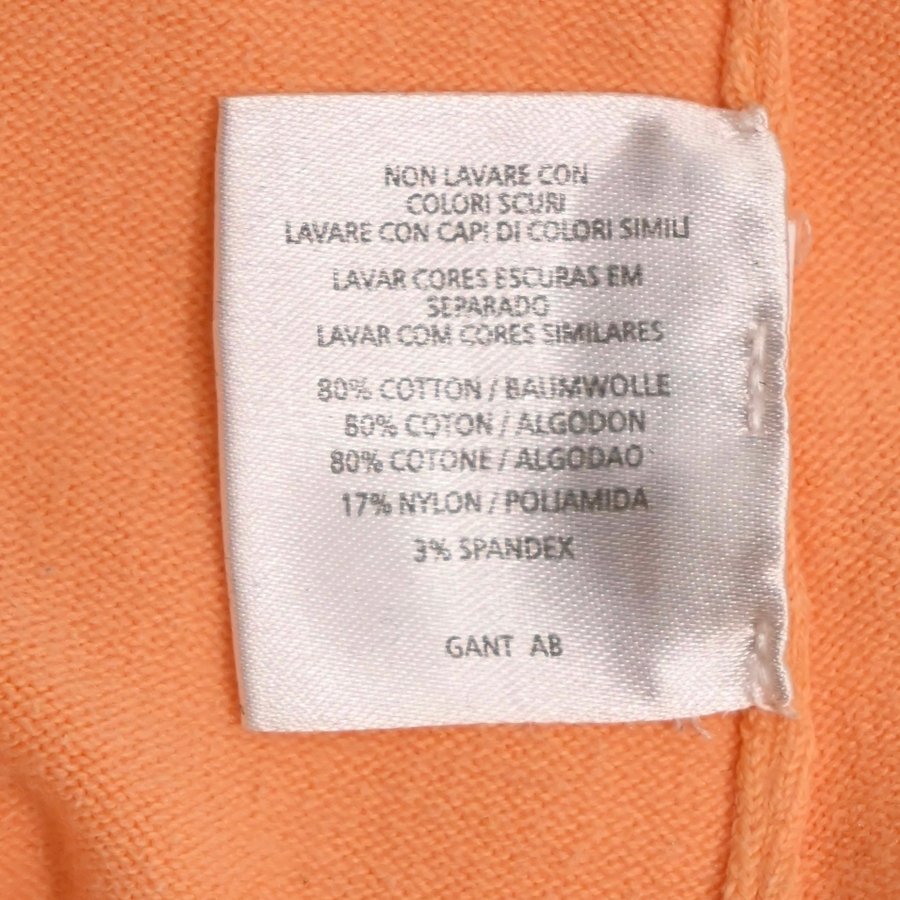 NON LAVARE CON
COLORI SCURI
LAVARE CON CAPI DI COLORI SIMILI
LAVAR CORES ESCURAS EM
SEPARADO
LAVAR COM CORES SIMILARES
80% COTTON / BAUMWOLLE
80% COTON / ALGODON
80% COTONE / ALGODAO
17% NYLON / POLIAMIDA
3% SPANDEX
GANT AB